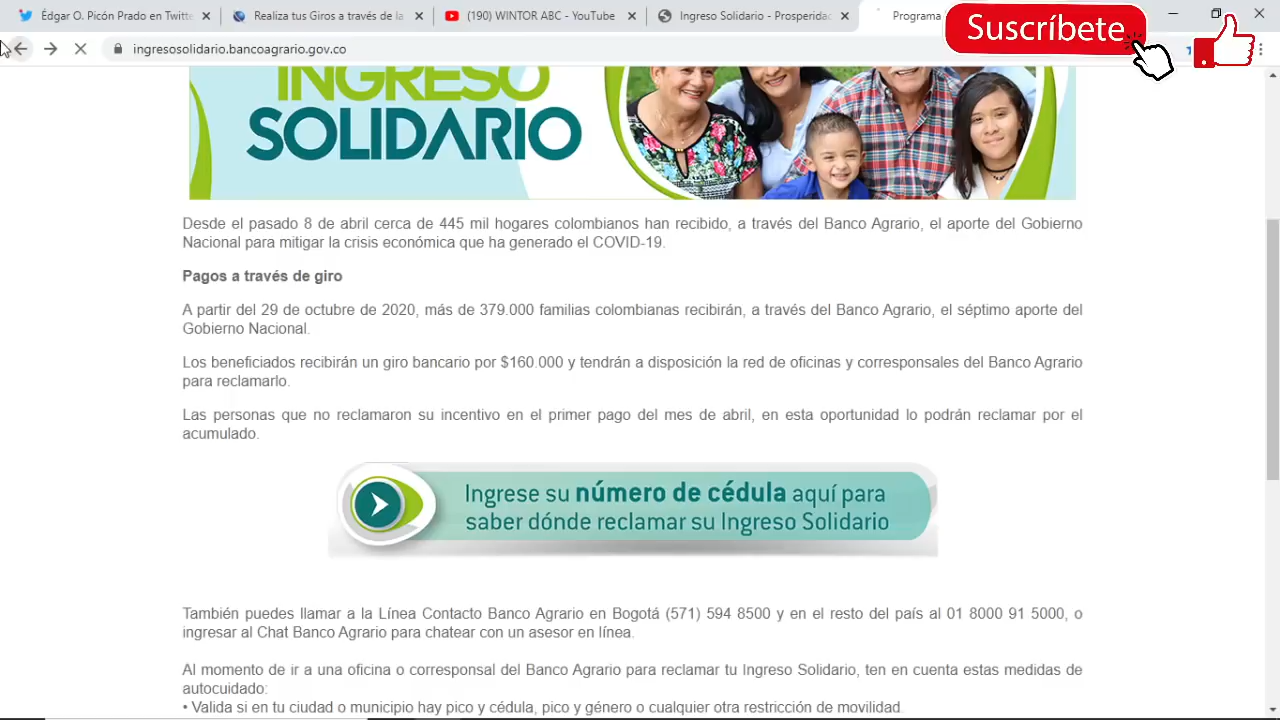 Édgar O. Picón Prado en Twitte
Realiza tus Giros a través de la
(190) WINTOR ABC - YouTube
Ingreso Solidario - Prosperida
Programa
Suscríbete
ingresosolidario.bancoagrario.gov.co
INGRESO
SOLIDARIO
Desde el pasado 8 de abril cerca de 445 mil hogares colombianos han recibido, a través del Banco Agrario, el aporte del Gobierno
Nacional para mitigar la crisis económica que ha generado el COVID-19.
Pagos a través de giro
A partir del 29 de octubre de 2020, más de 379.000 familias colombianas recibirán, a través del Banco Agrario, el séptimo aporte del
Gobierno Nacional.
Los beneficiados recibirán un giro bancario por $160.000 y tendrán a disposición la red de oficinas y corresponsales del Banco Agrario
para reclamarlo.
Las personas que no reclamaron su incentivo en el primer pago del mes de abril, en esta oportunidad lo podrán reclamar por el
acumulado.
Ingrese su número de cédula aquí para
saber dónde reclamar su Ingreso Solidario
También puedes llamar a la Línea Contacto Banco Agrario en Bogotá (571) 594 8500 y en el resto del país al 01 8000 91 5000, o
ingresar al Chat Banco Agrario para chatear con un asesor en línea.
Al momento de ir a una oficina o corresponsal del Banco Agrario para reclamar tu Ingreso Solidario, ten en cuenta estas medidas de
autocuidado:
• Valida si en tu ciudad o municipio hay pico y cédula, pico y género o cualquier otra restricción de movilidad.